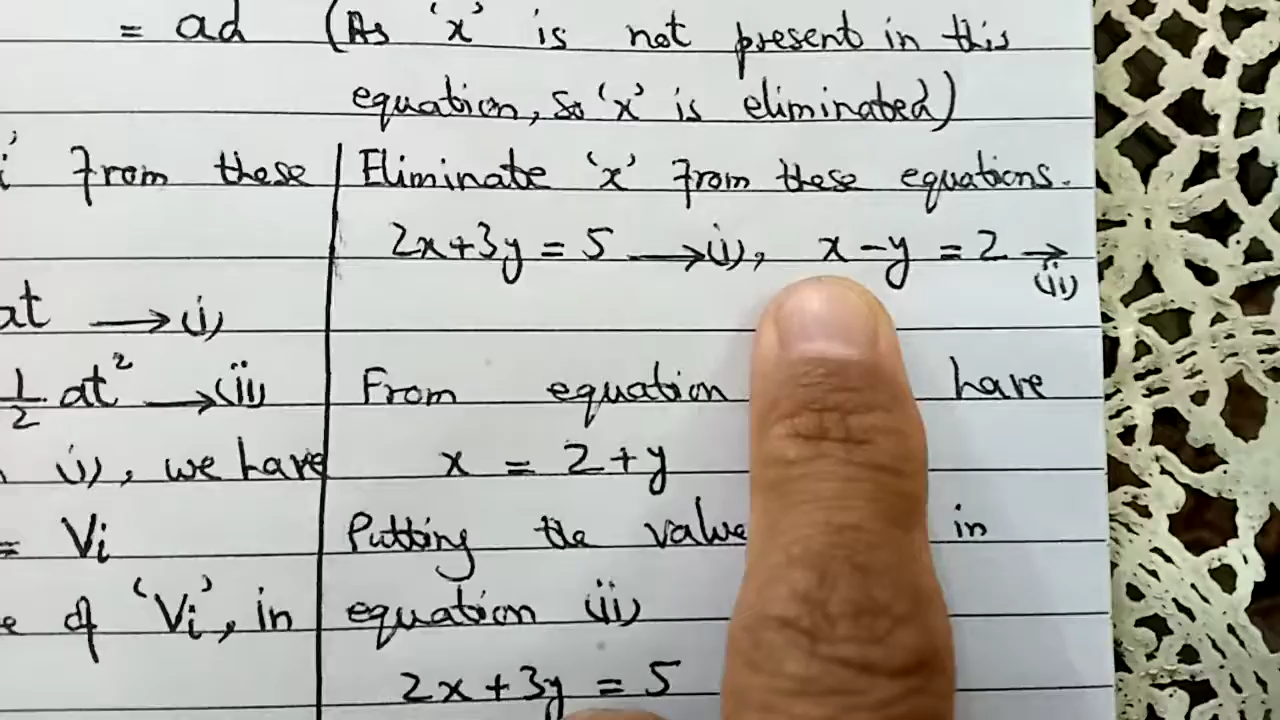 = ad (As 'x' is not present in this
equation, so 'x' is eliminated)
i' from these
at → (i)
1/2 at² → (ii)
(i), we have
= Vi
of 'Vi', in
Eliminate 'x' from these equations.
2x+3y = 5 → (i), x-y = 2 → (ii)
From equation have
x = 2+y
Putting the value in
equation (ii)
2x+3y = 5